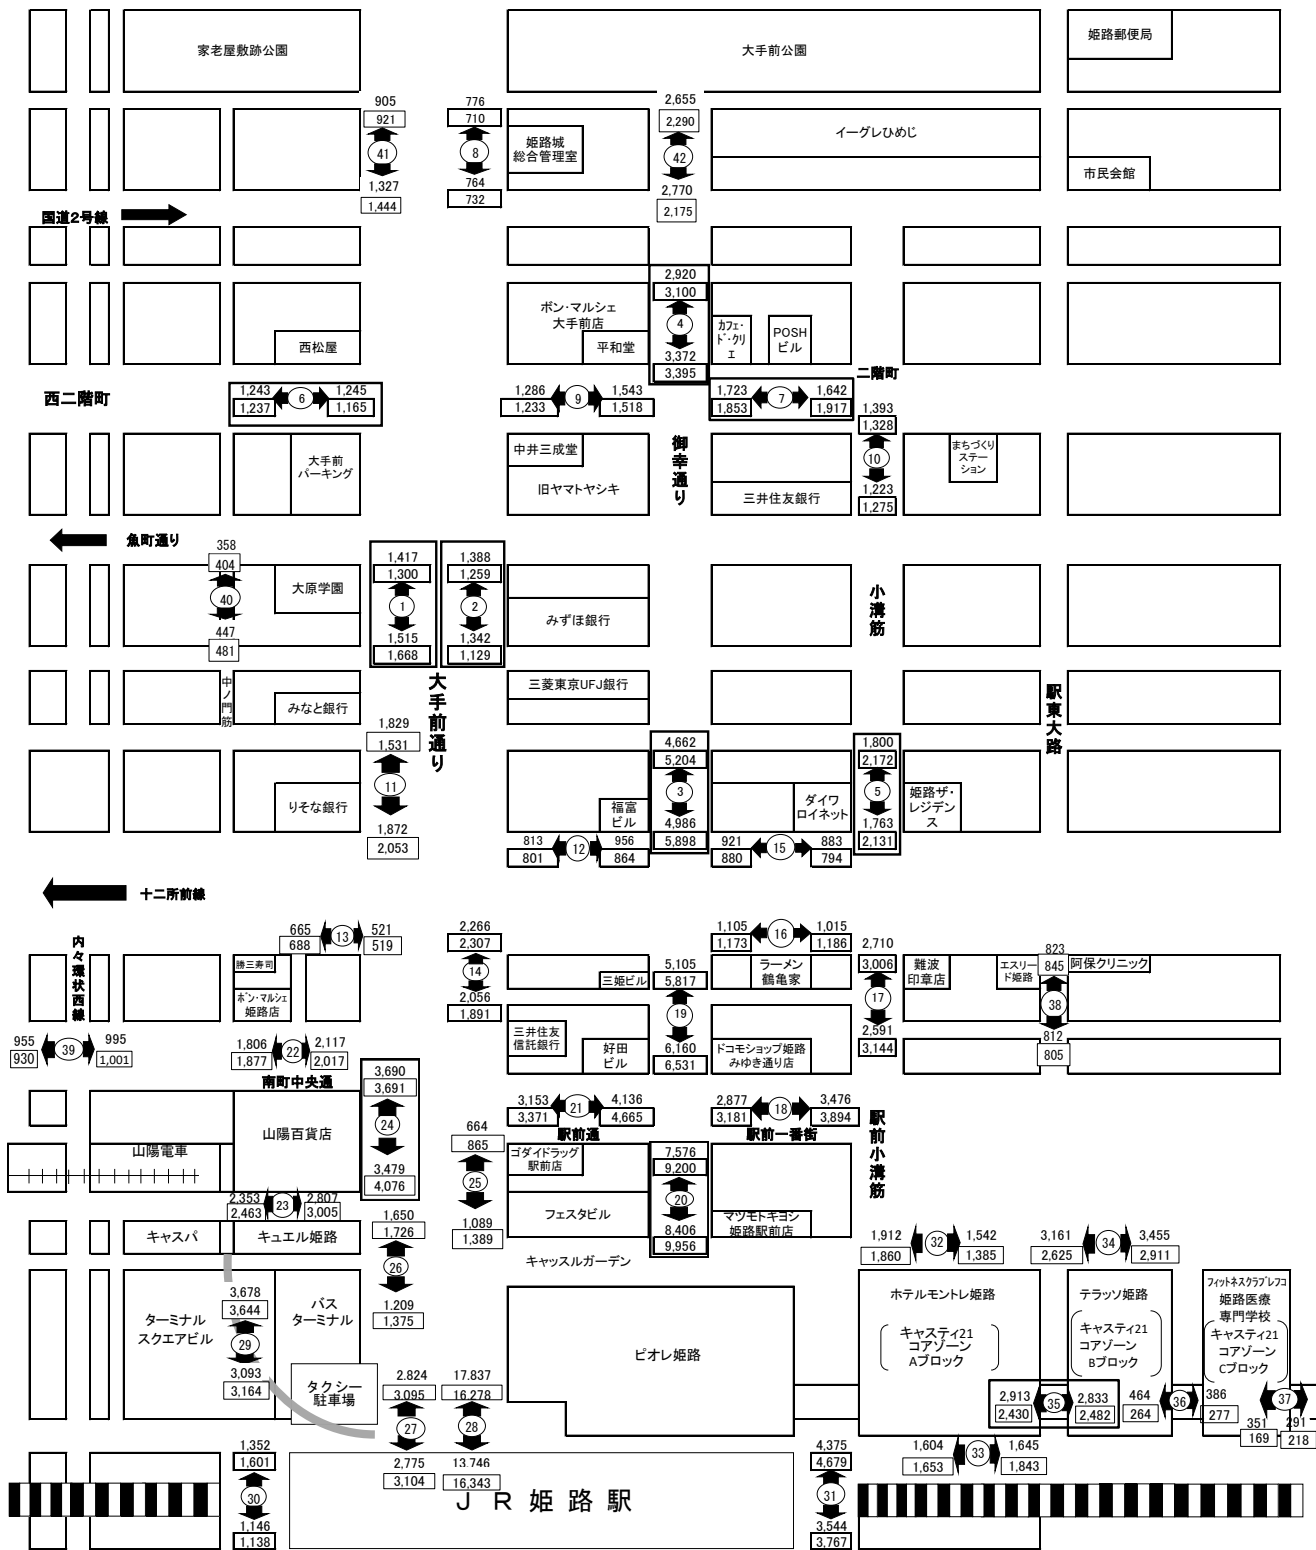 家老屋敷跡公園
大手前公園
姫路郵便局
905
921
41
1,327
1,444
776
710
8
764
732
姫路城
総合管理室
2,655
2,290
42
2,770
2,175
イーグレひめじ
市民会館
国道2号線
ボン・マルシェ
大手前店
平和堂
2,920
3,100
4
3,372
3,395
カフェ・
ド・クリ
エ
POSH
ビル
西松屋
二階町
西二階町
1,243
1,237
6
1,245
1,165
1,286
1,233
9
1,543
1,518
1,723
1,853
7
1,642
1,917
1,393
1,328
10
1,223
1,275
大手前
パーキング
中井三成堂
旧ヤマトヤシキ
御幸通り
三井住友銀行
まちづくり
ステー
ション
魚町通り
358
404
40
447
481
大原学園
1,417
1,300
1
1,515
1,668
1,388
1,259
2
1,342
1,129
みずほ銀行
小溝筋
中ノ門筋
みなと銀行
大手前通り
三菱東京UFJ銀行
駅東大路
1,829
1,531
11
1,872
2,053
りそな銀行
福富
ビル
4,662
5,204
3
4,986
5,898
ダイワ
ロイネット
1,800
2,172
5
1,763
2,131
姫路ザ・
レジデン
ス
813
801
12
956
864
921
880
15
883
794
十二所前線
内々環状西線
665
688
13
521
519
2,266
2,307
14
2,056
1,891
1,105
1,173
16
1,015
1,186
勝三寿司
ボン・マルシェ
姫路店
三姫ビル
5,105
5,817
19
6,160
6,531
ラーメン
鶴亀家
2,710
3,006
17
2,591
3,144
難波
印章店
エスリー
ド姫路
823
845
38
812
805
阿保クリニック
955
930
39
995
1,001
1,806
1,877
22
2,117
2,017
南町中央通
三井住友
信託銀行
好田
ビル
ドコモショップ姫路
みゆき通り店
3,690
3,691
24
3,479
4,076
山陽百貨店
山陽電車
3,153
3,371
21
4,136
4,665
駅前通
2,877
3,181
18
3,476
3,894
駅前一番街
駅前小溝筋
664
865
25
1,089
1,389
ゴダイドラッグ
駅前店
フェスタビル
7,576
9,200
20
8,406
9,956
マツモトキヨシ
姫路駅前店
2,353
2,463
23
2,807
3,005
キャスパ
キュエル姫路
1,650
1,726
26
1.209
1,375
キャッスルガーデン
1,912
1,860
32
1,542
1,385
3,161
2,625
34
3,455
2,911
ターミナル
スクエアビル
3,678
3,644
29
3,093
3,164
バス
ターミナル
タクシー
駐車場
ピオレ姫路
ホテルモントレ姫路
キャスティ21
コアゾーン
Aブロック
テラッソ姫路
キャスティ21
コアゾーン
Bブロック
フィットネスクラブレフコ
姫路医療
専門学校
キャスティ21
コアゾーン
Cブロック
2.824
3,095
27
2,775
3,104
17.837
16,278
28
13.746
16,343
2,913
2,430
35
2,833
2,482
464
264
36
386
277
351
169
37
291
218
1,604
1,653
33
1,645
1,843
1,352
1,601
30
1,146
1,138
JR姫路駅
4,375
4,679
31
3,544
3,767